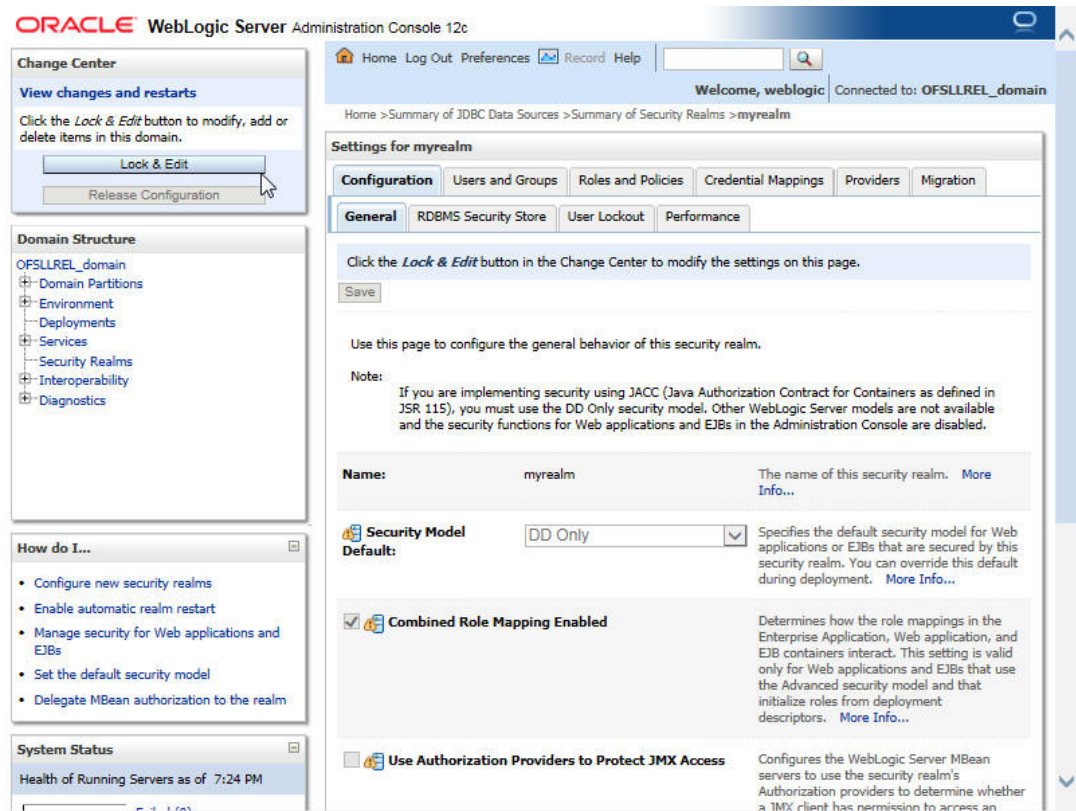 ORACLE WebLogic Server Administration Console 12c
Change Center
View changes and restarts
Click the Lock & Edit button to modify, add or
delete items in this domain.
Lock & Edit
Release Configuration
Domain Structure
OFSLLREL_domain
Domain Partitions
Environment
Deployments
Services
Security Realms
Interoperability
Diagnostics
How do I...
• Configure new security realms
• Enable automatic realm restart
• Manage security for Web applications and
EJBs
• Set the default security model
• Delegate MBean authorization to the realm
System Status
Health of Running Servers as of 7:24 PM
Home Log Out Preferences Record Help
Welcome, weblogic Connected to: OFSLLREL_domain
Home >Summary of JDBC Data Sources >Summary of Security Realms >myrealm
Settings for myrealm
Configuration Users and Groups Roles and Policies Credential Mappings Providers Migration
General RDBMS Security Store User Lockout Performance
Click the Lock & Edit button in the Change Center to modify the settings on this page.
Save
Use this page to configure the general behavior of this security realm.
Note:
If you are implementing security using JACC (Java Authorization Contract for Containers as defined in
JSR 115), you must use the DD Only security model. Other WebLogic Server models are not available
and the security functions for Web applications and EJBs in the Administration Console are disabled.
Name: myrealm The name of this security realm. More
Info...
Security Model
Default:
DD Only
Specifies the default security model for Web
applications or EJBs that are secured by this
security realm. You can override this default
during deployment. More Info...
Combined Role Mapping Enabled
Determines how the role mappings in the
Enterprise Application, Web application, and
EJB containers interact. This setting is valid
only for Web applications and EJBs that use
the Advanced security model and that
initialize roles from deployment
descriptors. More Info...
Use Authorization Providers to Protect JMX Access
Configures the WebLogic Server MBean
servers to use the security realm's
Authorization providers to determine whether
a JMX client has permission to access an